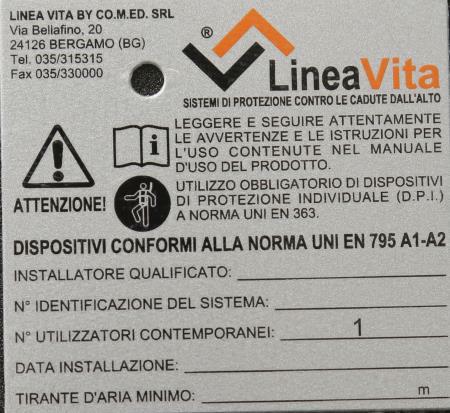 LINEA VITA BY CO.M.ED. SRL
Via Bellafino, 20
24126 BERGAMO (BG)
Tel. 035/315315
Fax 035/330000
®
LineaVita
SISTEMI DI PROTEZIONE CONTRO LE CADUTE DALL'ALTO
LEGGERE E SEGUIRE ATTENTAMENTE
LE AVVERTENZE E LE ISTRUZIONI PER
L'USO CONTENUTE NEL MANUALE
D'USO DEL PRODOTTO.
ATTENZIONE!
UTILIZZO OBBLIGATORIO DI DISPOSITIVI
DI PROTEZIONE INDIVIDUALE (D.P.I.)
A NORMA UNI EN 363.
DISPOSITIVI CONFORMI ALLA NORMA UNI EN 795 A1-A2
INSTALLATORE QUALIFICATO:
N° IDENTIFICAZIONE DEL SISTEMA:
N° UTILIZZATORI CONTEMPORANEI: 1
DATA INSTALLAZIONE:
TIRANTE D'ARIA MINIMO: m